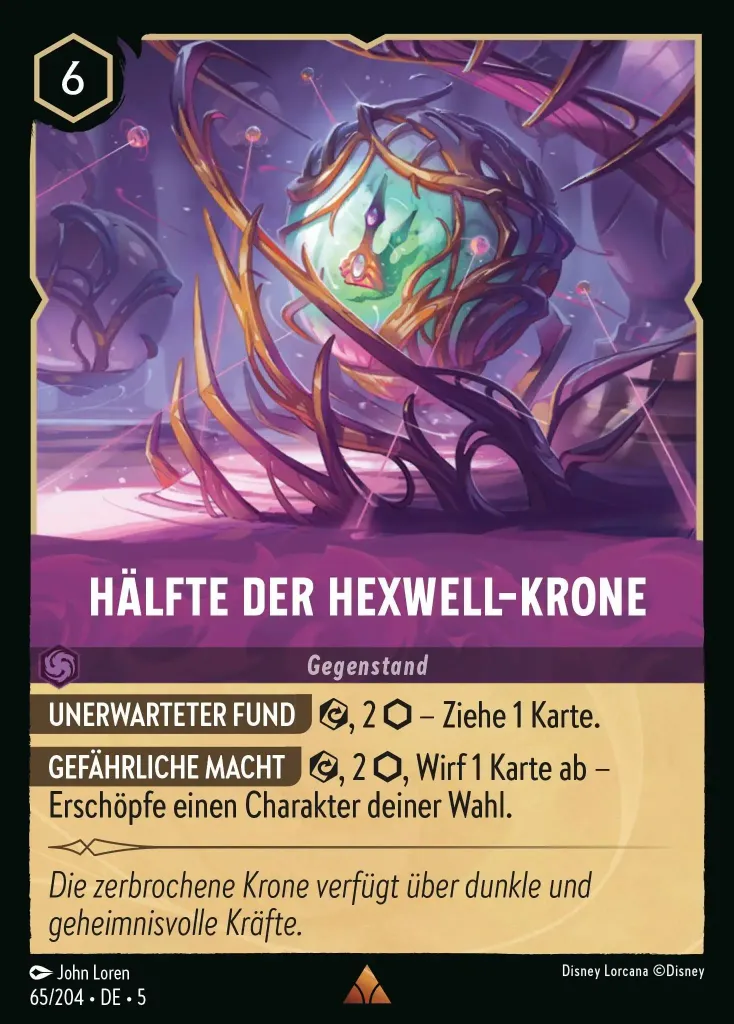 6
HÄLFTE DER HEXWELL-KRONE
Gegenstand
UNERWARTETER FUND , 2 – Ziehe 1 Karte.
GEFÄHRLICHE MACHT , 2 , Wirf 1 Karte ab –
Erschöpfe einen Charakter deiner Wahl.
Die zerbrochene Krone verfügt über dunkle und
geheimnisvolle Kräfte.
John Loren
Disney Lorcana ©Disney
65/204 • DE • 5